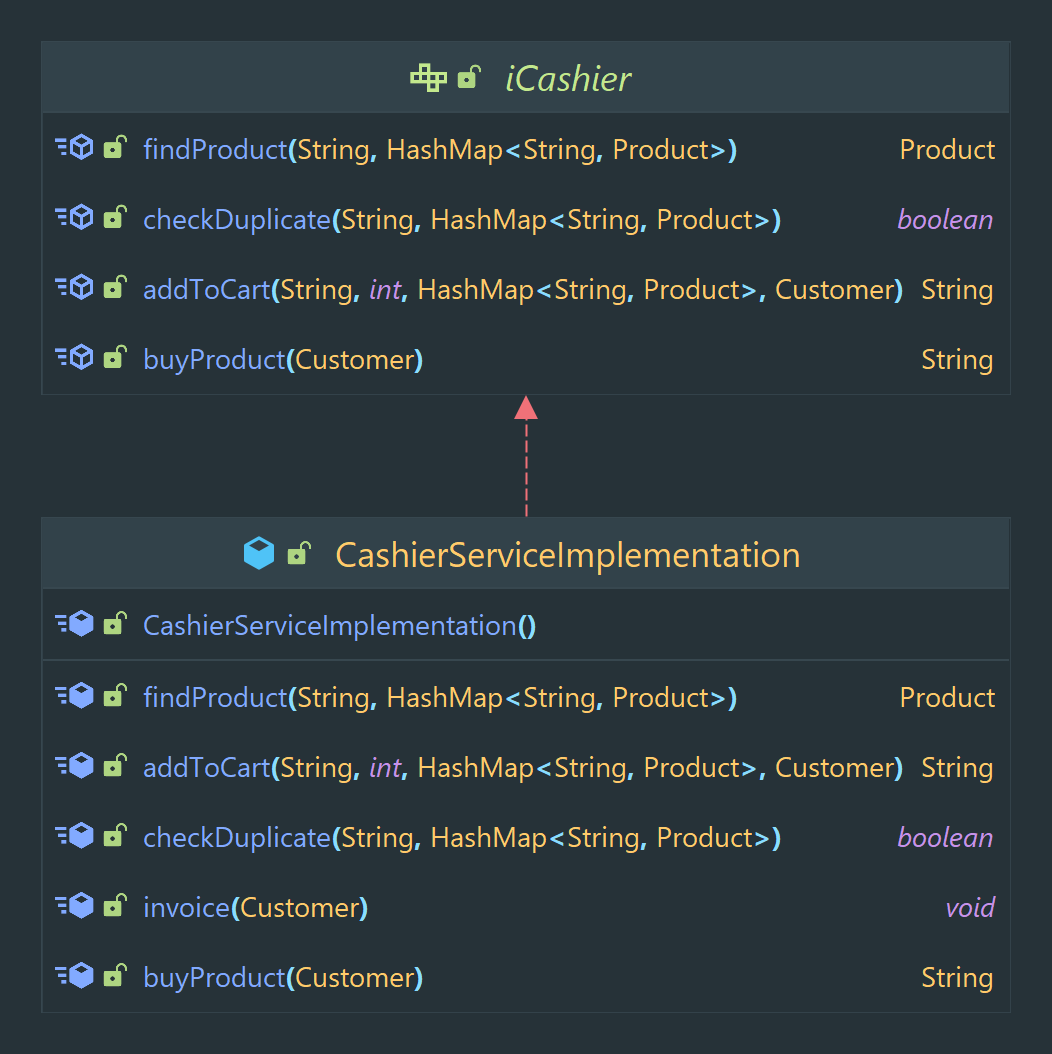 iCashier
findProduct(String, HashMap<String, Product>) Product
checkDuplicate(String, HashMap<String, Product>) boolean
addToCart(String, int, HashMap<String, Product>, Customer) String
buyProduct(Customer) String
CashierServiceImplementation
CashierServiceImplementation()
findProduct(String, HashMap<String, Product>) Product
addToCart(String, int, HashMap<String, Product>, Customer) String
checkDuplicate(String, HashMap<String, Product>) boolean
invoice(Customer) void
buyProduct(Customer) String